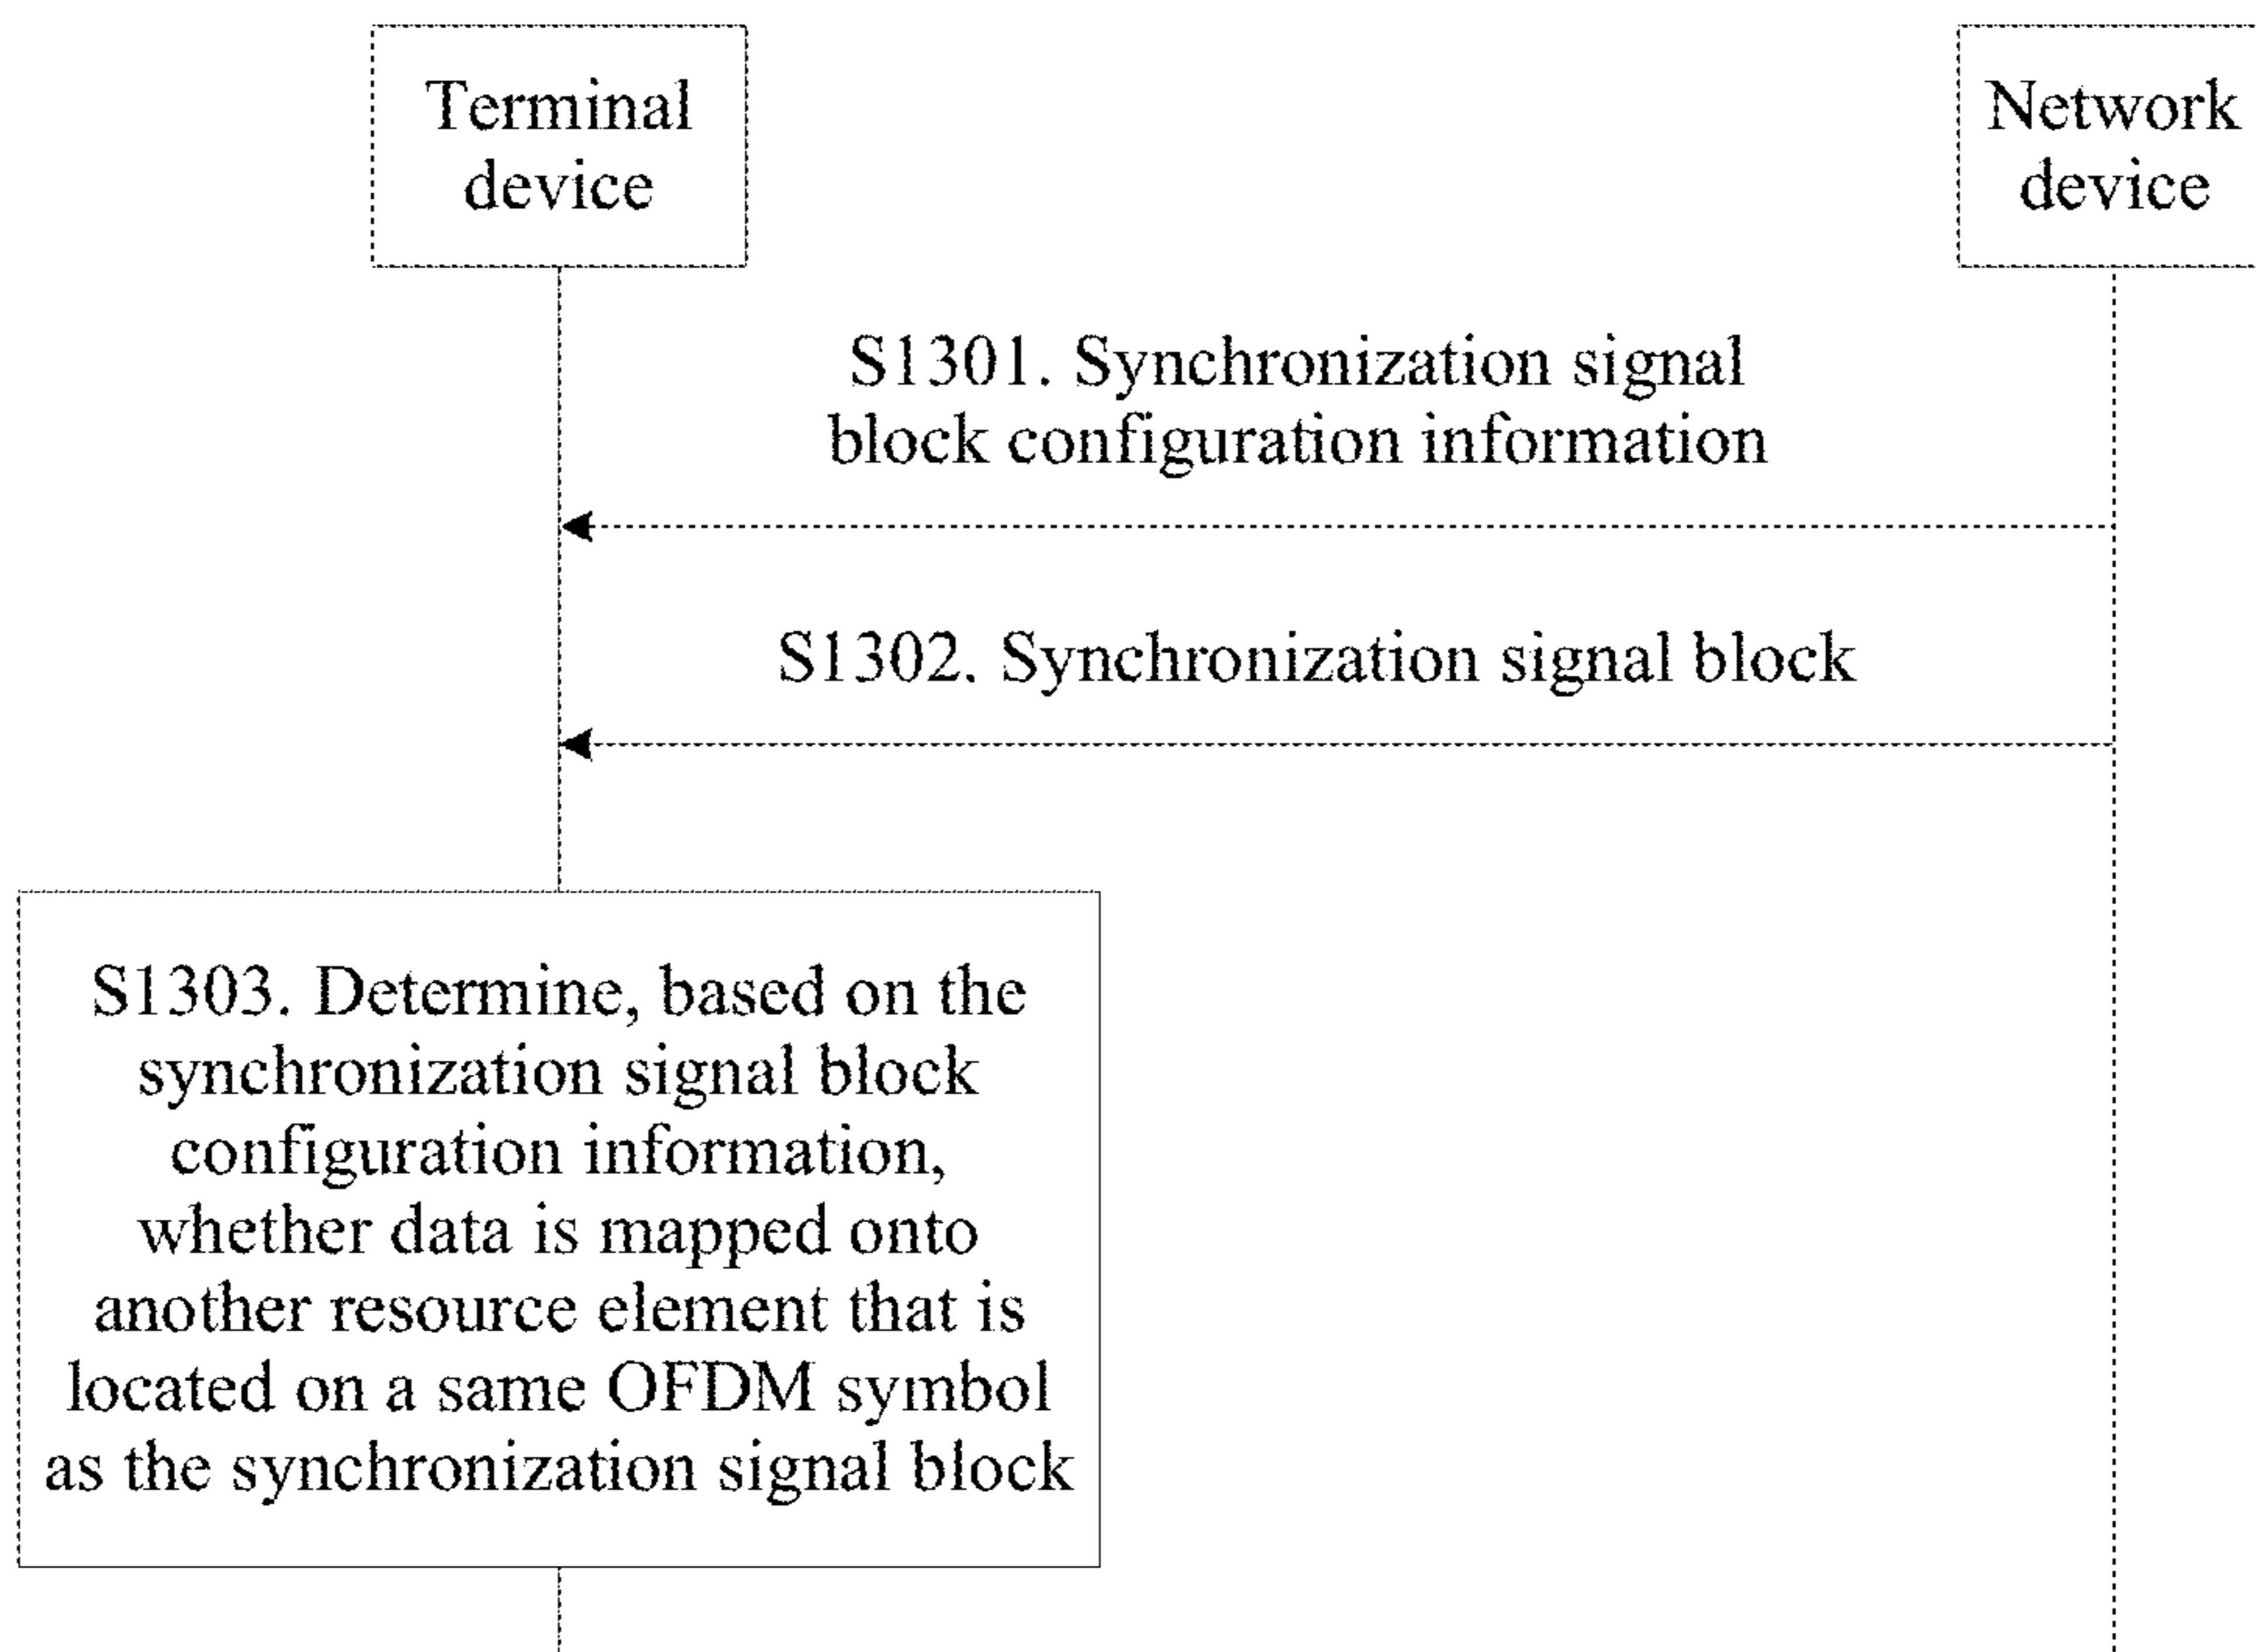 Terminal
device
Network
device
S1301. Synchronization signal
block configuration information
S1302. Synchronization signal block
S1303. Determine, based on the
synchronization signal block
configuration information,
whether data is mapped onto
another resource element that is
located on a same OFDM symbol
as the synchronization signal block